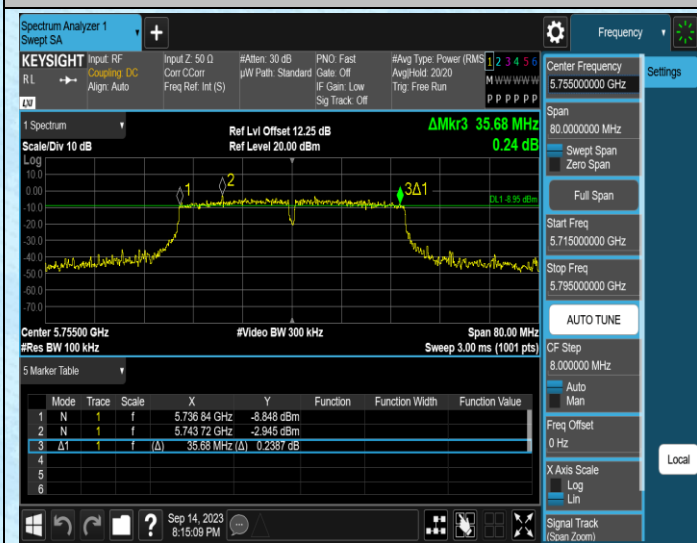 Spectrum Analyzer 1
Swept SA
Frequency
KEYSIGHT Input: RF Input Z: 50 Ω #Atten: 30 dB PNO: Fast #Avg Type: Power (RMS 1 2 3 4 5 6
RL Coupling: DC Corr CCorr µW Path: Standard Gate: Off Avg|Hold: 20/20 M W W W W W
Align: Auto Freq Ref: Int (S) IF Gain: Low Trig: Free Run
LXI Sig Track: Off P P P P P P
1 Spectrum
Ref Lvl Offset 12.25 dB ΔMkr3 35.68 MHz
Scale/Div 10 dB Ref Level 20.00 dBm 0.24 dB
Log
10.0
0.00
-10.0
-20.0
-30.0
-40.0
-50.0
-60.0
-70.0
1
2
3Δ1
DL1 -8.95 dBm
Center 5.75500 GHz #Video BW 300 kHz Span 80.00 MHz
#Res BW 100 kHz Sweep 3.00 ms (1001 pts)
5 Marker Table
Mode Trace Scale X Y Function Function Width Function Value
1 N 1 f 5.736 84 GHz -8.848 dBm
2 N 1 f 5.743 72 GHz -2.945 dBm
3 Δ1 1 f (Δ) 35.68 MHz (Δ) 0.2387 dB
4
5
6
Sep 14, 2023
8:15:09 PM
?
Center Frequency
5.755000000 GHz
Settings
Span
80.0000000 MHz
Swept Span
Zero Span
Full Span
Start Freq
5.715000000 GHz
Stop Freq
5.795000000 GHz
AUTO TUNE
CF Step
8.000000 MHz
Auto
Man
Freq Offset
0 Hz
X Axis Scale
Log
Lin
Local
Signal Track
(Span Zoom)